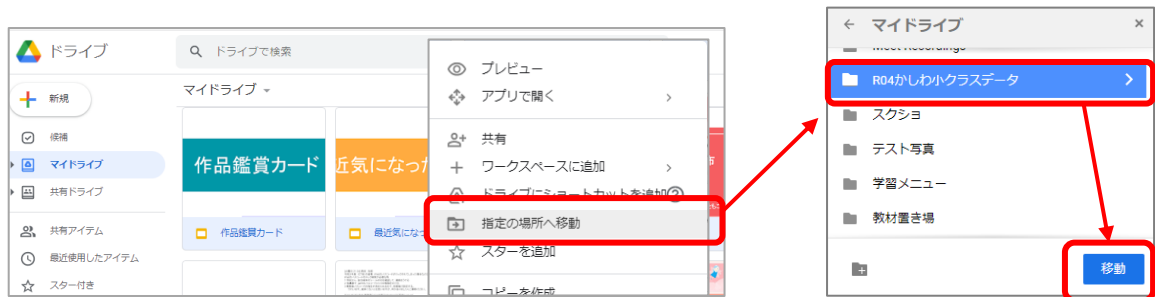 ドライブ
ドライブで検索
新規
マイドライブ
候補
マイドライブ
共有ドライブ
共有アイテム
最近使用したアイテム
スター付き
作品鑑賞カード
近気になった
作品鑑賞カード
最近気になっ
プレビュー
アプリで開く
共有
ワークスペースに追加
ドライブにショートカットを追加
指定の場所へ移動
スターを追加
コピーを作成
マイドライブ
Meet Recordings
R04かしわ小クラスデータ
スクショ
テスト写真
学習メニュー
教材置き場
移動